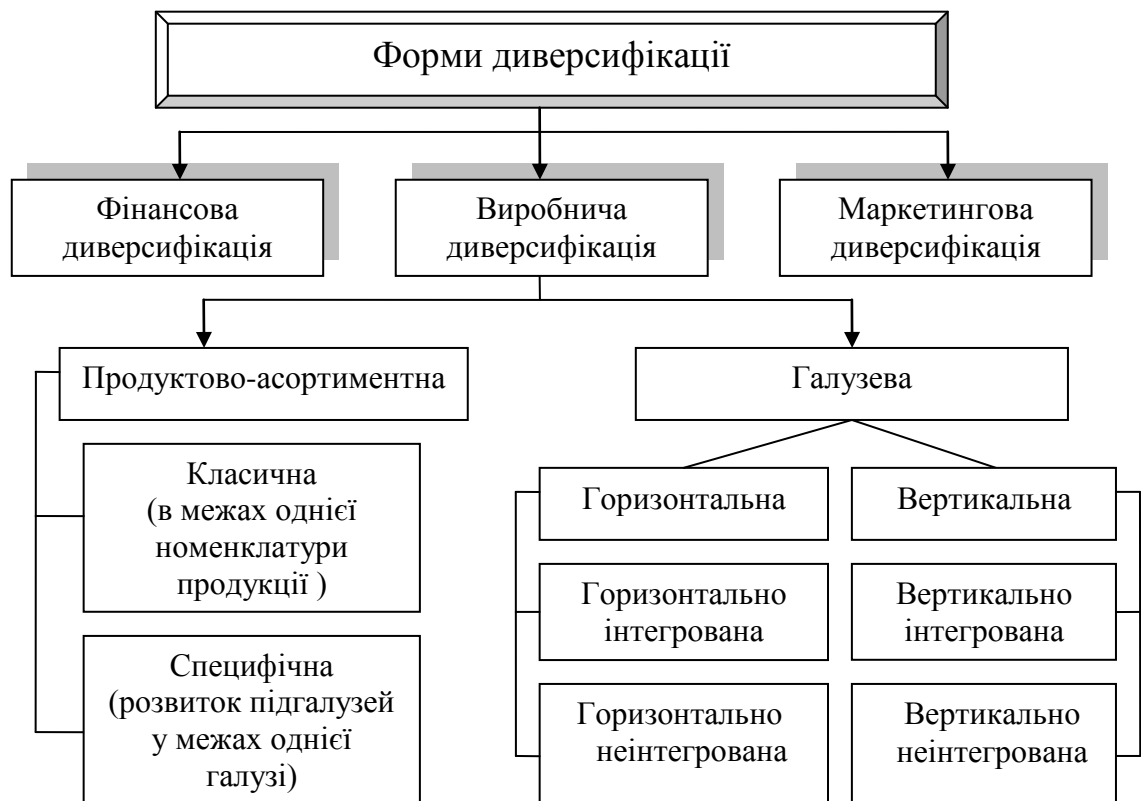 Форми диверсифікації
Фінансова
диверсифікація
Виробнича
диверсифікація
Маркетингова
диверсифікація
Продуктово-асортиментна
Класична
(в межах однієї
номенклатури
продукції )
Специфічна
(розвиток підгалузей
у межах однієї
галузі)
Галузева
Горизонтальна
Вертикальна
Горизонтально
інтегрована
Вертикально
інтегрована
Горизонтально
неінтегрована
Вертикально
неінтегрована